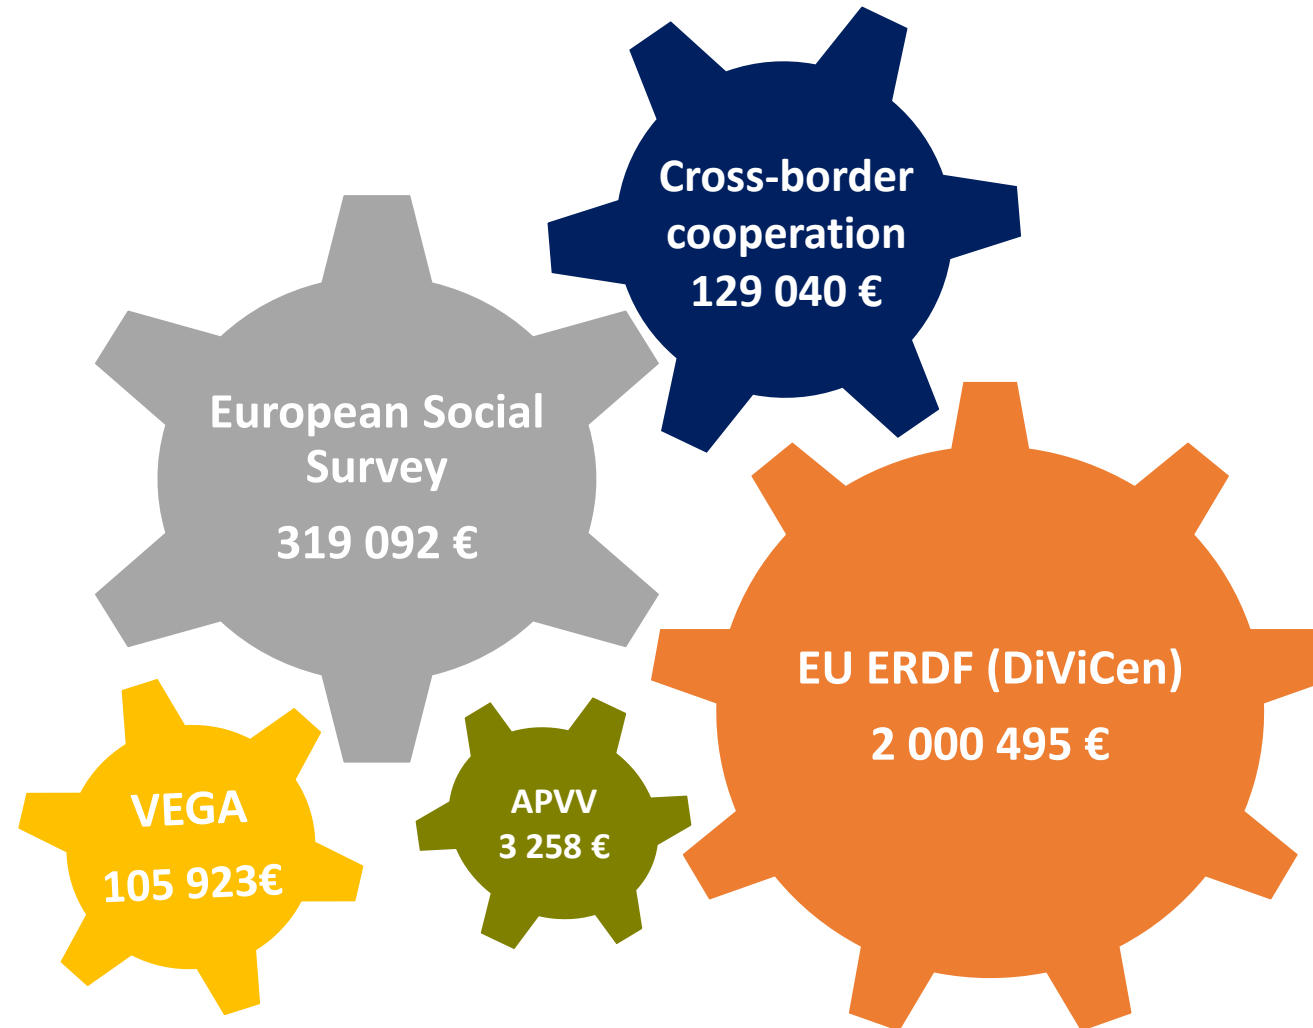 Cross-border
cooperation
129 040 €
European Social
Survey
319 092 €
EU ERDF (DiViCen)
2 000 495 €
VEGA
105 923€
APVV
3 258 €